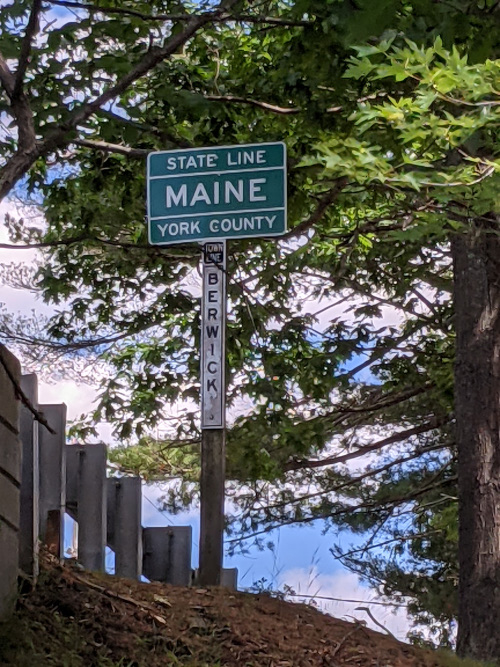 STATE LINE
MAINE
YORK COUNTY
TOWN
LINE
BERWICK